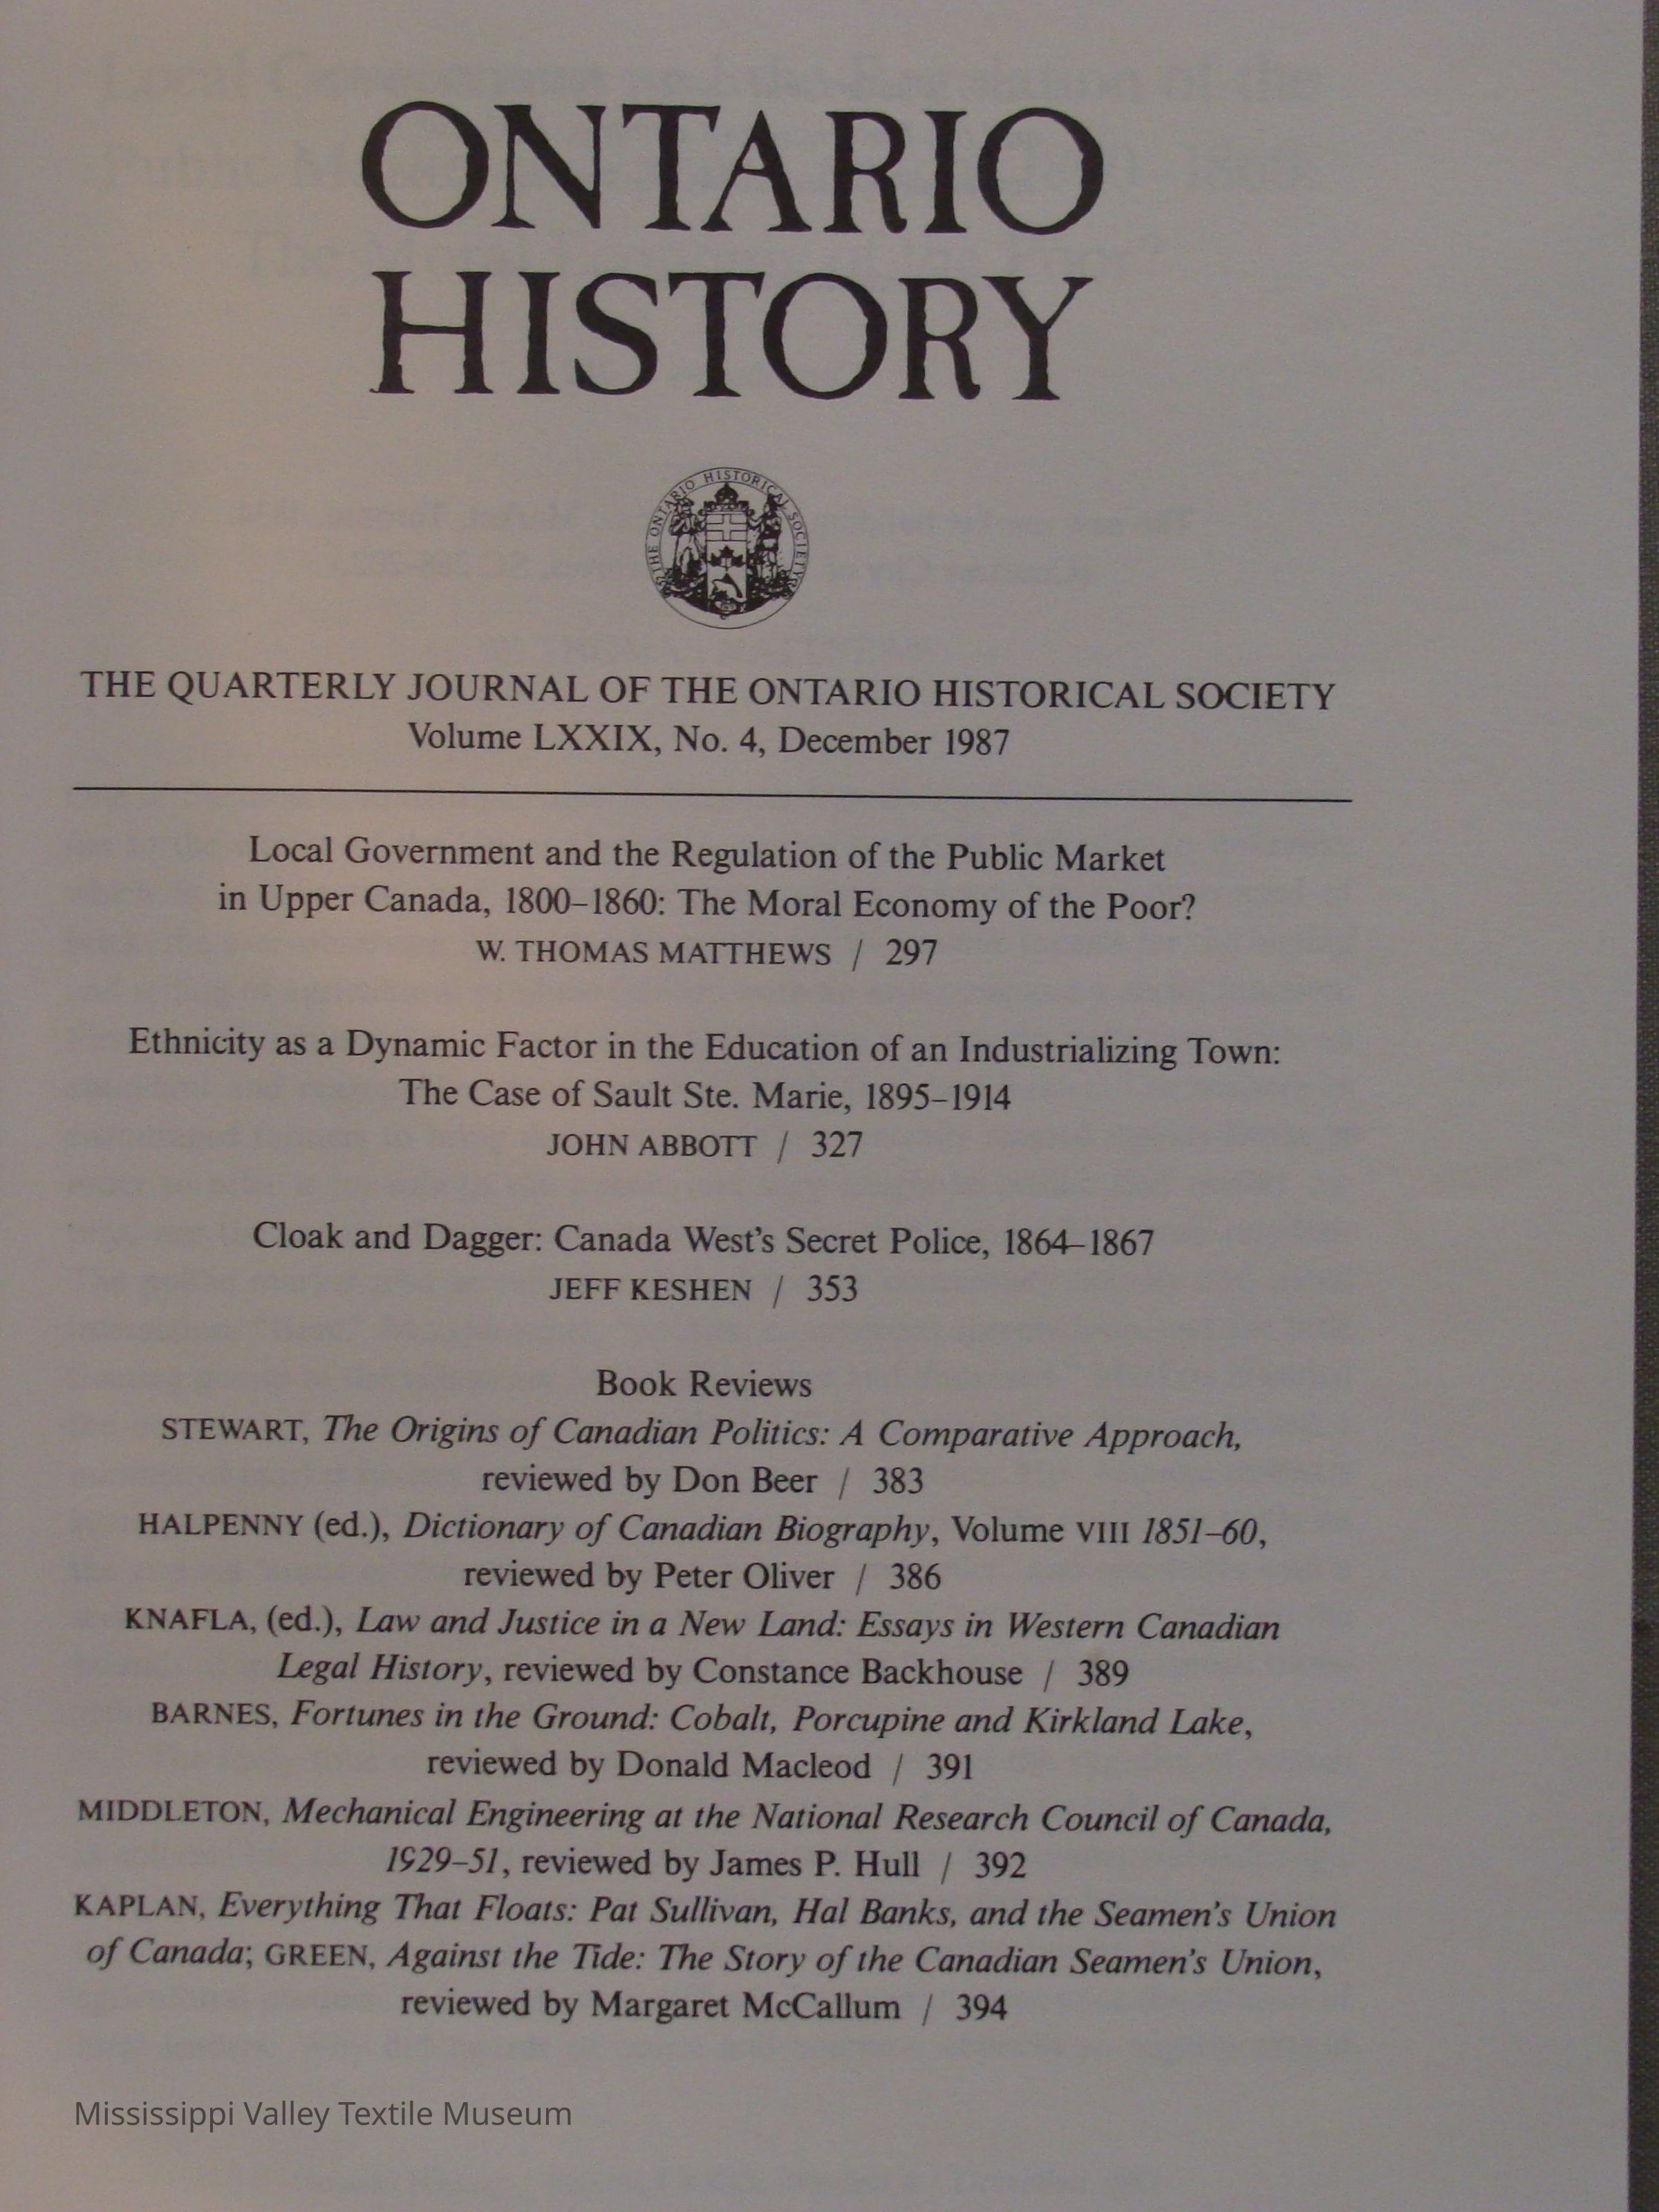 ONTARIO
HISTORY
THE ONTARIO HISTORICAL SOCIETY
THE QUARTERLY JOURNAL OF THE ONTARIO HISTORICAL SOCIETY
Volume LXXIX, No. 4, December 1987
Local Government and the Regulation of the Public Market
in Upper Canada, 1800–1860: The Moral Economy of the Poor?
W. THOMAS MATTHEWS / 297
Ethnicity as a Dynamic Factor in the Education of an Industrializing Town:
The Case of Sault Ste. Marie, 1895–1914
JOHN ABBOTT / 327
Cloak and Dagger: Canada West's Secret Police, 1864–1867
JEFF KESHEN / 353
Book Reviews
STEWART, The Origins of Canadian Politics: A Comparative Approach,
reviewed by Don Beer / 383
HALPENNY (ed.), Dictionary of Canadian Biography, Volume VIII 1851–60,
reviewed by Peter Oliver / 386
KNAFLA, (ed.), Law and Justice in a New Land: Essays in Western Canadian
Legal History, reviewed by Constance Backhouse / 389
BARNES, Fortunes in the Ground: Cobalt, Porcupine and Kirkland Lake,
reviewed by Donald Macleod / 391
MIDDLETON, Mechanical Engineering at the National Research Council of Canada,
1929–51, reviewed by James P. Hull / 392
KAPLAN, Everything That Floats: Pat Sullivan, Hal Banks, and the Seamen's Union
of Canada; GREEN, Against the Tide: The Story of the Canadian Seamen's Union,
reviewed by Margaret McCallum / 394
Mississippi Valley Textile Museum